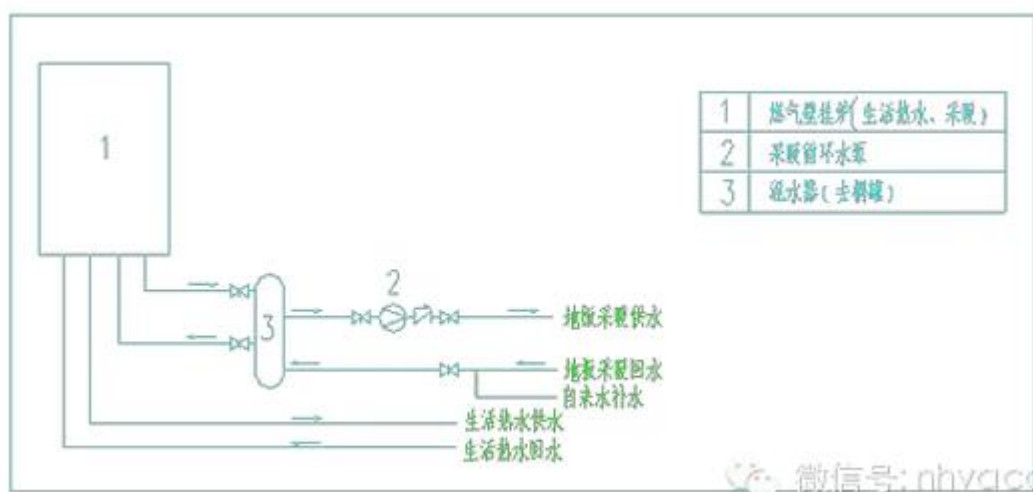 1
1 燃气壁挂炉(生活热水、采暖)
2 采暖循环水泵
3 混水器(去耦罐)
2
3
地板采暖供水
地板采暖回水
自来水补水
生活热水供水
生活热水回水
微信号: nhvacc